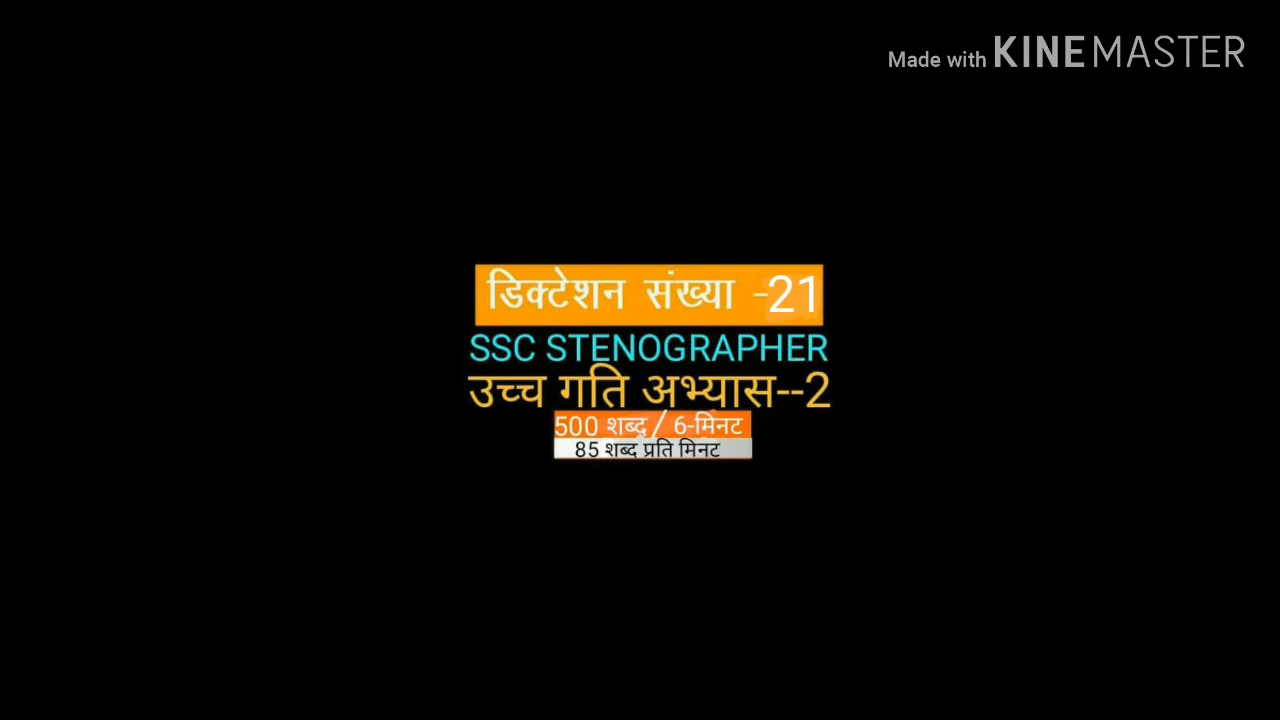 Made with KINEMASTER
डिक्टेशन संख्या -21
SSC STENOGRAPHER
उच्च गति अभ्यास--2
500 शब्द/ 6-मिनट
85 शब्द प्रति मिनट